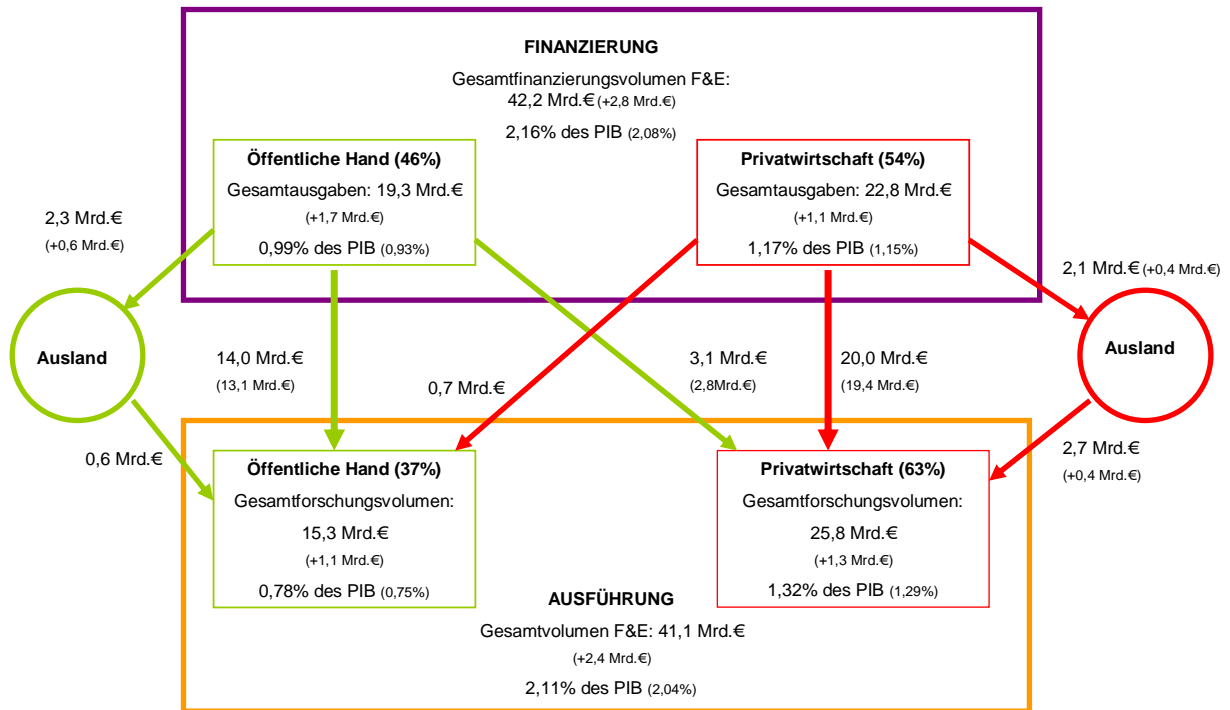 FINANZIERUNG
Gesamtfinanzierungsvolumen F&E:
42,2 Mrd.€ (+2,8 Mrd.€)
2,16% des PIB (2,08%)
Öffentliche Hand (46%)
Gesamtausgaben: 19,3 Mrd.€
(+1,7 Mrd.€)
0,99% des PIB (0,93%)
Privatwirtschaft (54%)
Gesamtausgaben: 22,8 Mrd.€
(+1,1 Mrd.€)
1,17% des PIB (1,15%)
2,3 Mrd.€
(+0,6 Mrd.€)
2,1 Mrd.€ (+0,4 Mrd.€)
Ausland
14,0 Mrd.€
(13,1 Mrd.€)
0,7 Mrd.€
3,1 Mrd.€
(2,8Mrd.€)
20,0 Mrd.€
(19,4 Mrd.€)
Ausland
0,6 Mrd.€
2,7 Mrd.€
(+0,4 Mrd.€)
Öffentliche Hand (37%)
Gesamtforschungsvolumen:
15,3 Mrd.€
(+1,1 Mrd.€)
0,78% des PIB (0,75%)
Privatwirtschaft (63%)
Gesamtforschungsvolumen:
25,8 Mrd.€
(+1,3 Mrd.€)
1,32% des PIB (1,29%)
AUSFÜHRUNG
Gesamtvolumen F&E: 41,1 Mrd.€
(+2,4 Mrd.€)
2,11% des PIB (2,04%)